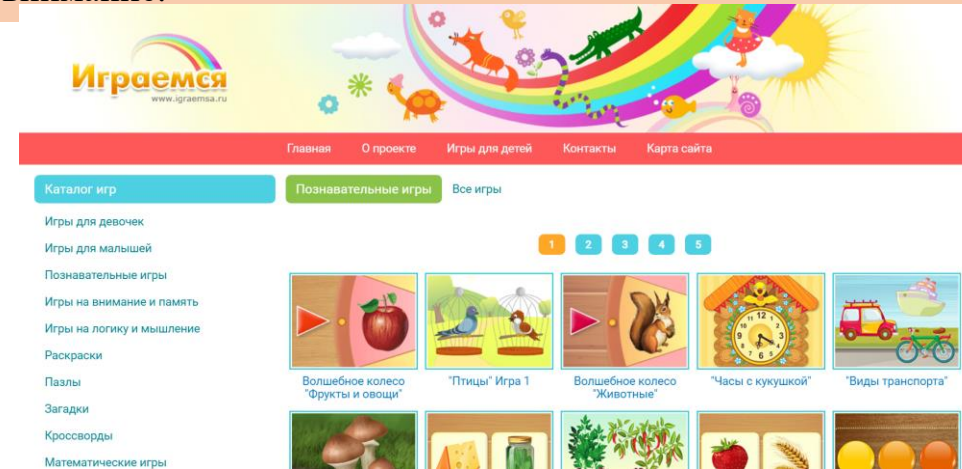 Играемся
www.igraemsa.ru
Главная О проекте Игры для детей Контакты Карта сайта
Каталог игр
Познавательные игры Все игры
Игры для девочек
Игры для малышей
Познавательные игры
Игры на внимание и память
Игры на логику и мышление
Раскраски
Пазлы
Загадки
Кроссворды
Математические игры
1 2 3 4 5
Волшебное колесо
"Фрукты и овощи"
"Птицы" Игра 1
Волшебное колесо
"Животные"
"Часы с кукушкой"
"Виды транспорта"